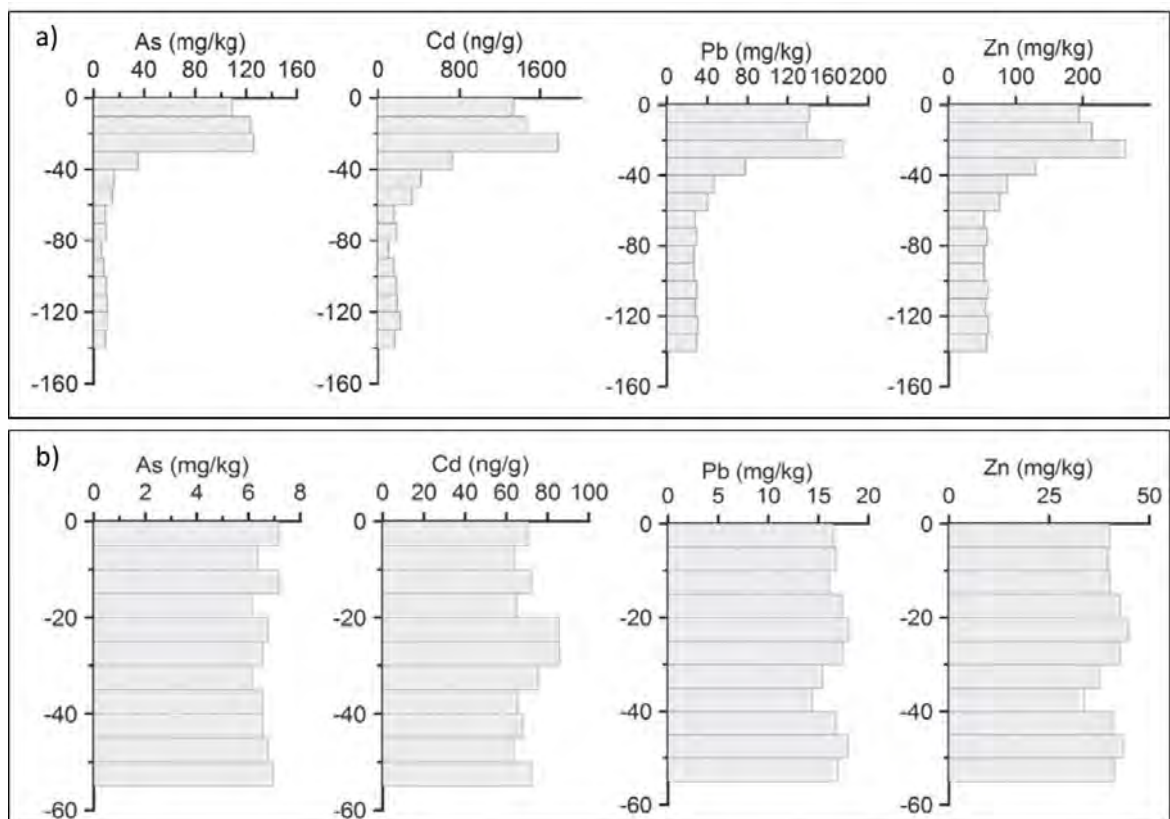 a)
As (mg/kg) Cd (ng/g) Pb (mg/kg) Zn (mg/kg)
0 40 80 120 160 0 800 1600 0 40 80 120 160 200 0 100 200
0 0 0 0
-40 -40 -40 -40
-80 -80 -80 -80
-120 -120 -120 -120
-160 -160 -160 -160
b)
As (mg/kg) Cd (ng/g) Pb (mg/kg) Zn (mg/kg)
0 2 4 6 8 0 20 40 60 80 100 0 5 10 15 20 0 25 50
0 0 0 0
-20 -20 -20 -20
-40 -40 -40 -40
-60 -60 -60 -60